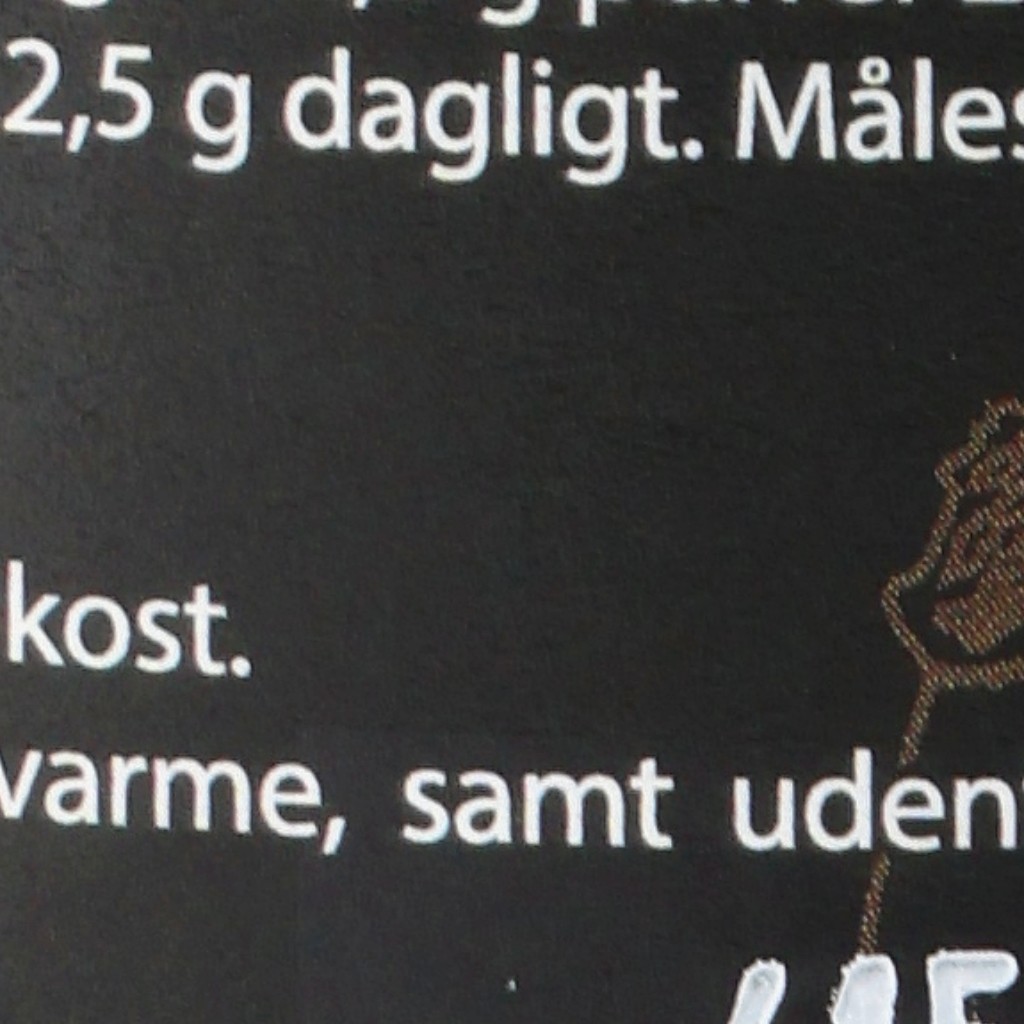 2,5 g dagligt. Måles
kost.
varme, samt uden